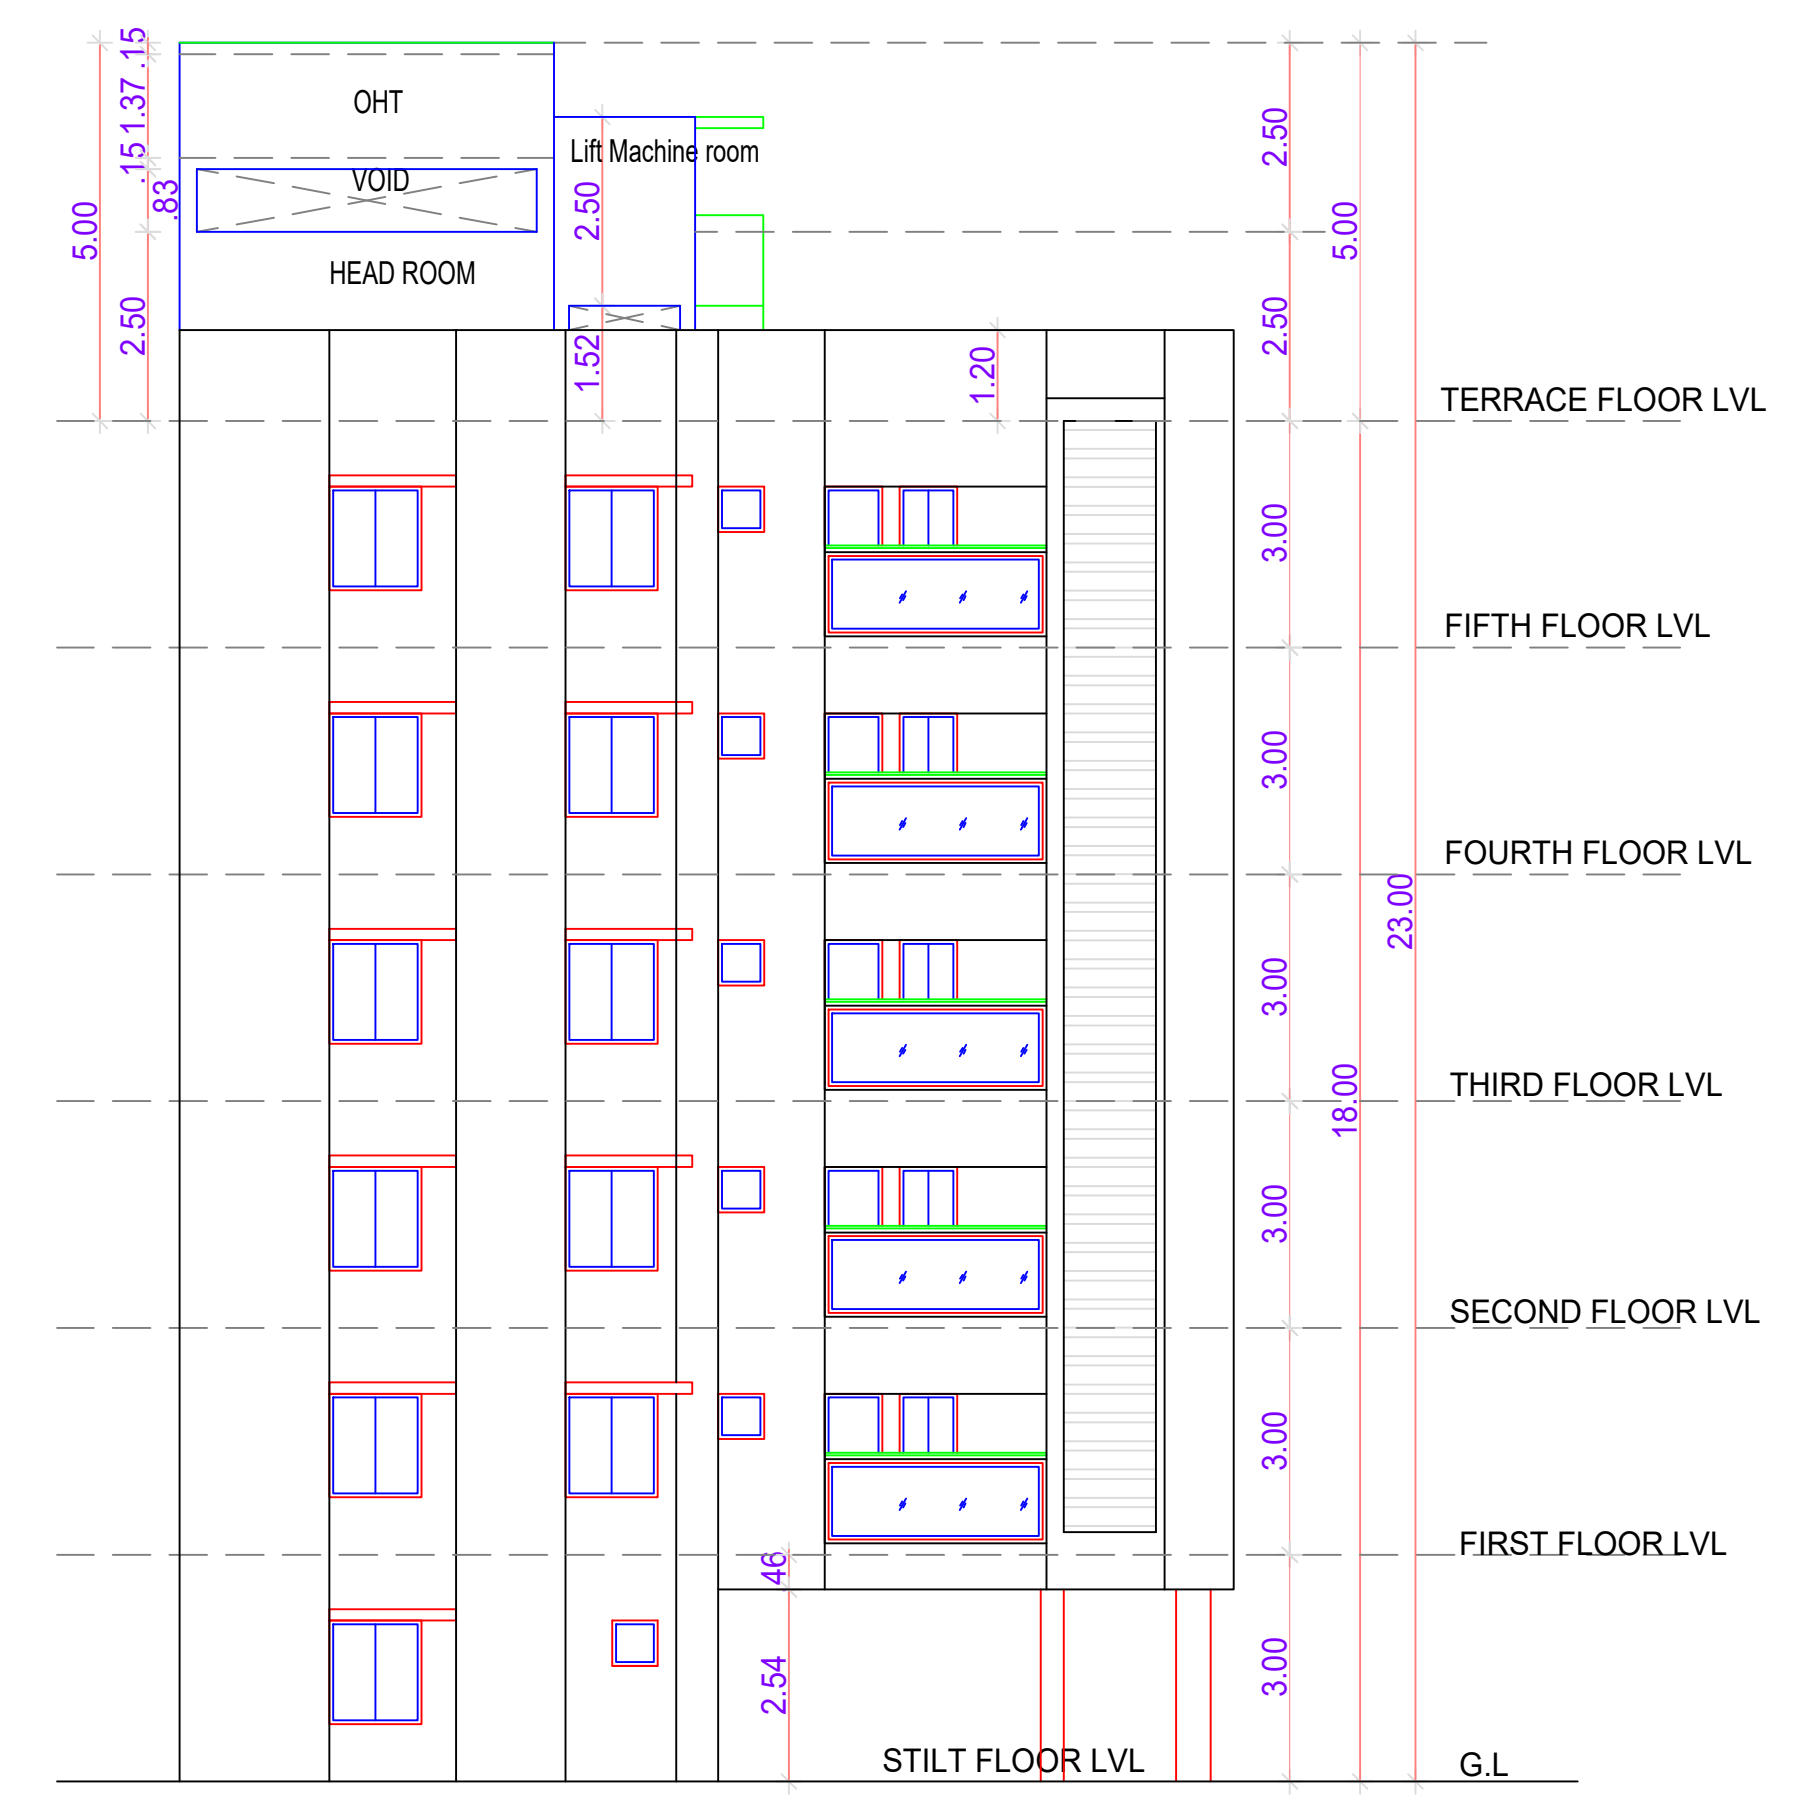 .15
1.37
OHT
2.50
.15
Lift Machine room
VOID
.83
2.50
5.00
5.00
HEAD ROOM
2.50
1.52
1.20
2.50
TERRACE FLOOR LVL
3.00
FIFTH FLOOR LVL
3.00
FOURTH FLOOR LVL
23.00
3.00
THIRD FLOOR LVL
18.00
3.00
SECOND FLOOR LVL
3.00
FIRST FLOOR LVL
46
2.54
3.00
STILT FLOOR LVL
G.L